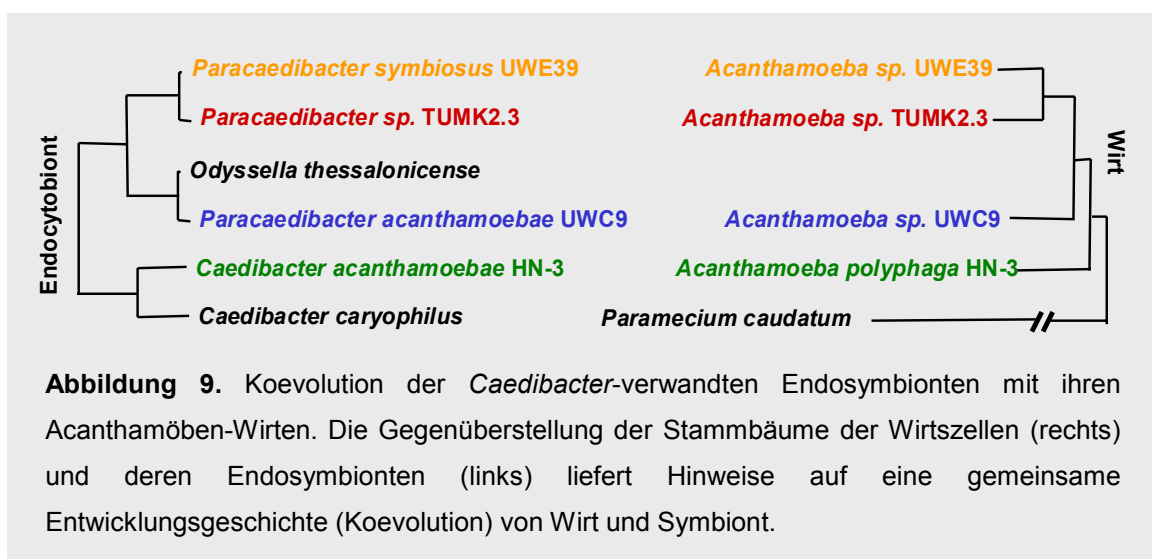 Endocytobiont
Paracaedibacter symbiosus UWE39
Paracaedibacter sp. TUMK2.3
Odyssella thessalonicense
Paracaedibacter acanthamoebae UWC9
Caedibacter acanthamoebae HN-3
Caedibacter caryophilus
Acanthamoeba sp. UWE39
Acanthamoeba sp. TUMK2.3
Acanthamoeba sp. UWC9
Acanthamoeba polyphaga HN-3
Paramecium caudatum
Wirt
Abbildung 9. Koevolution der Caedibacter-verwandten Endosymbionten mit ihren
Acanthamöben-Wirten. Die Gegenüberstellung der Stammbäume der Wirtszellen (rechts)
und deren Endosymbionten (links) liefert Hinweise auf eine gemeinsame
Entwicklungsgeschichte (Koevolution) von Wirt und Symbiont.